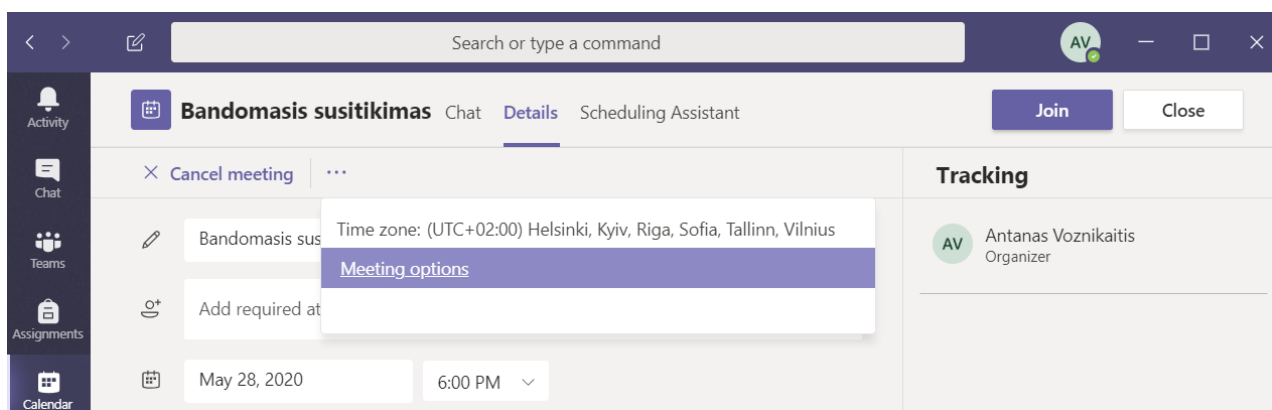 Search or type a command
AV
Activity
Bandomasis susitikimas Chat Details Scheduling Assistant
Join
Close
Chat
Cancel meeting
Tracking
Teams
Bandomasis sus
Time zone: (UTC+02:00) Helsinki, Kyiv, Riga, Sofia, Tallinn, Vilnius
AV
Antanas Voznikaitis
Organizer
Meeting options
Assignments
Add required at
Calendar
May 28, 2020
6:00 PM